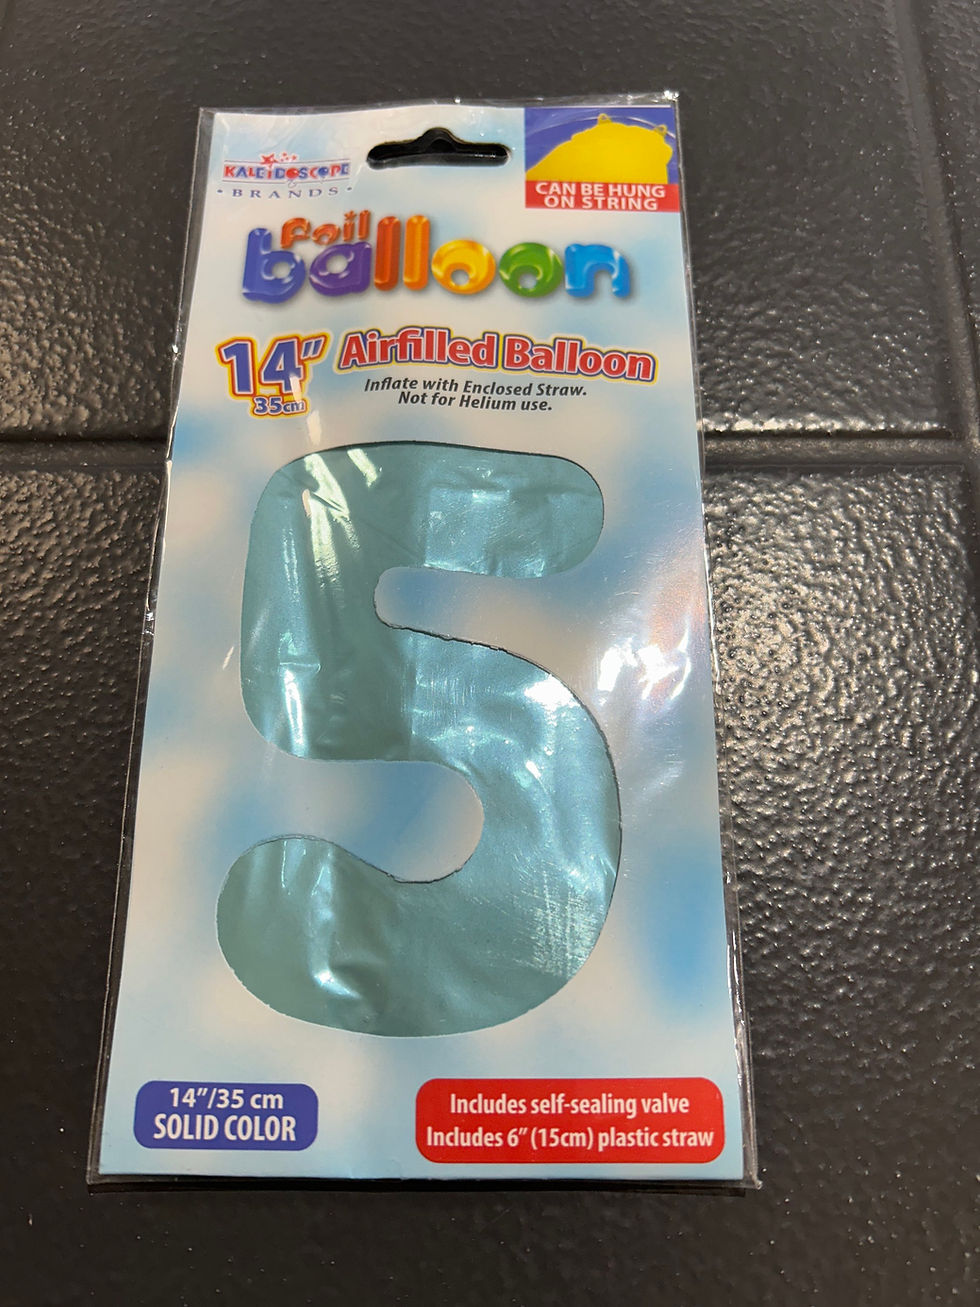 KALEIDOSCOPE
• BRANDS •
CAN BE HUNG
ON STRING
foil
balloon
14"
35cm
Airfilled Balloon
Inflate with Enclosed Straw.
Not for Helium use.
5
14"/35 cm
SOLID COLOR
Includes self-sealing valve
Includes 6" (15cm) plastic straw